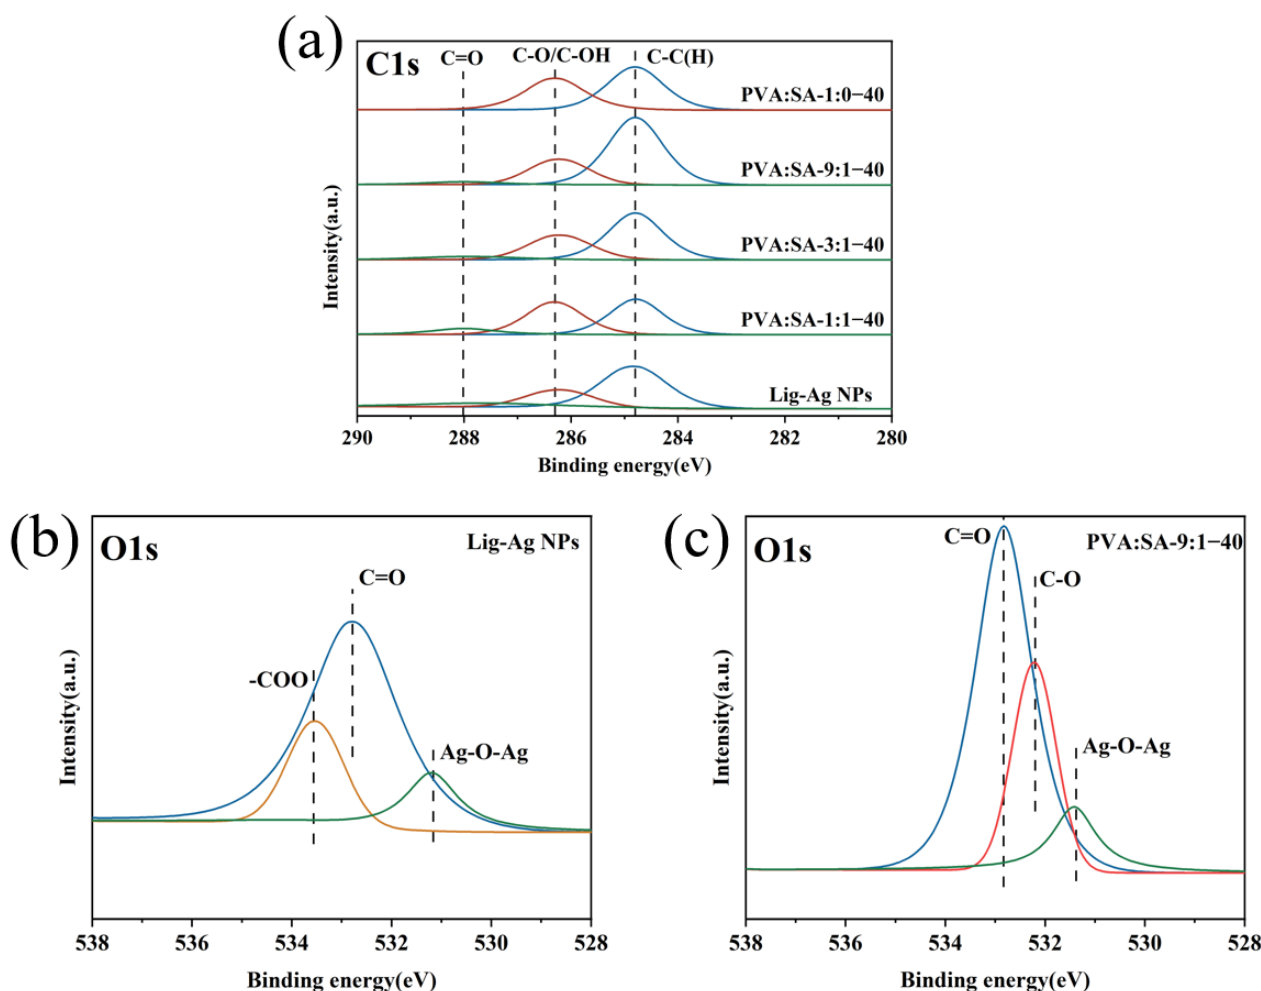 (a)
C1s
C=O
C-O/C-OH
C-C(H)
PVA:SA-1:0−40
PVA:SA-9:1−40
PVA:SA-3:1−40
PVA:SA-1:1−40
Lig-Ag NPs
Intensity(a.u.)
290 288 286 284 282 280
Binding energy(eV)
(b)
O1s
Lig-Ag NPs
C=O
-COO
Ag-O-Ag
Intensity(a.u.)
538 536 534 532 530 528
Binding energy(eV)
(c)
O1s
C=O
PVA:SA-9:1−40
C-O
Ag-O-Ag
Intensity(a.u.)
538 536 534 532 530 528
Binding energy(eV)